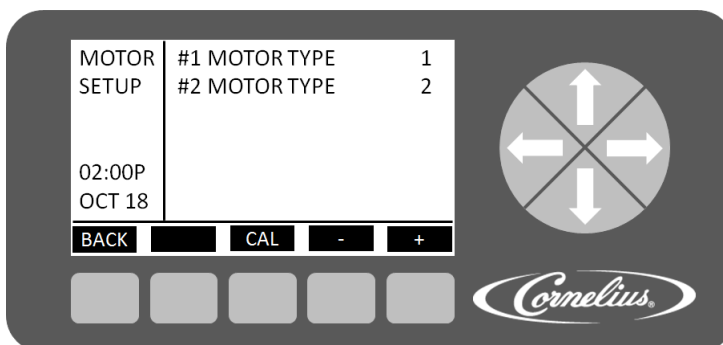 MOTOR #1 MOTOR TYPE 1
SETUP #2 MOTOR TYPE 2
02:00P
OCT 18
BACK CAL - +
Cornelius®